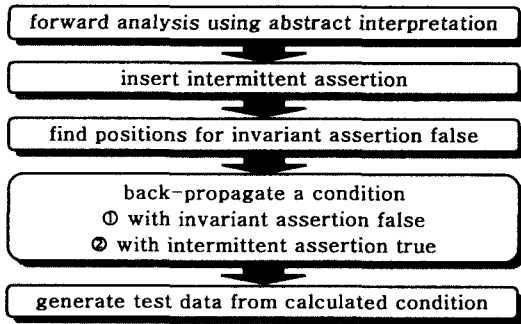 forward analysis using abstract interpretation
insert intermittent assertion
find positions for invariant assertion false
back-propagate a condition
① with invariant assertion false
② with intermittent assertion true
generate test data from calculated condition